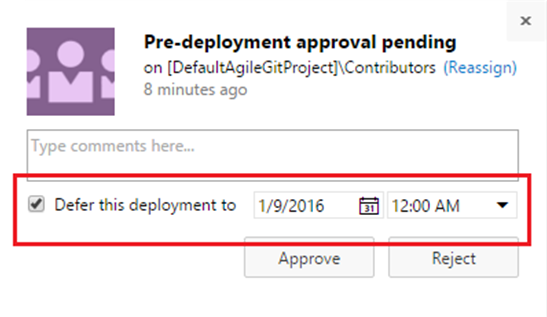 ×
Pre-deployment approval pending
on [DefaultAgileGitProject]\Contributors (Reassign)
8 minutes ago
Type comments here...
Defer this deployment to 1/9/2016 31 12:00 AM
Approve Reject